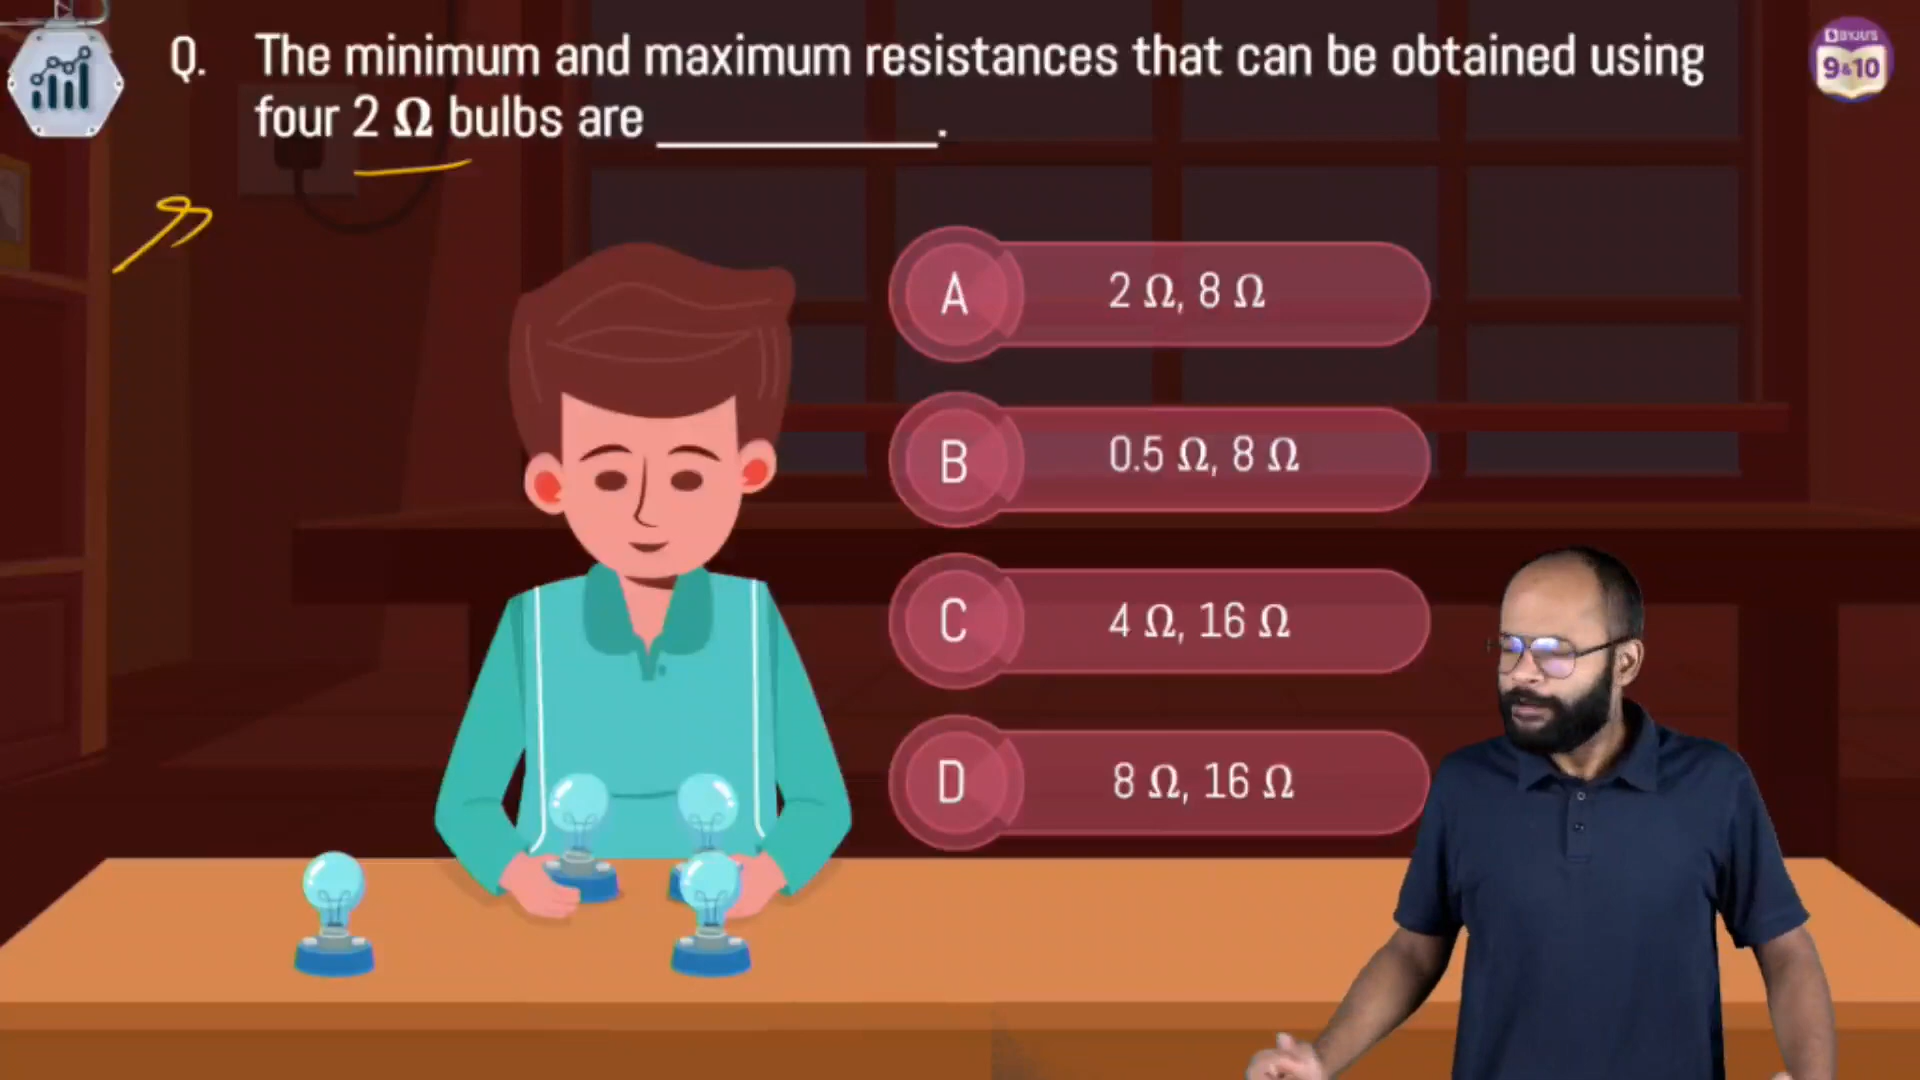 Q. The minimum and maximum resistances that can be obtained using
four 2 Ω bulbs are ____________.
BYJU'S
9&10
A 2 Ω, 8 Ω
B 0.5 Ω, 8 Ω
C 4 Ω, 16 Ω
D 8 Ω, 16 Ω